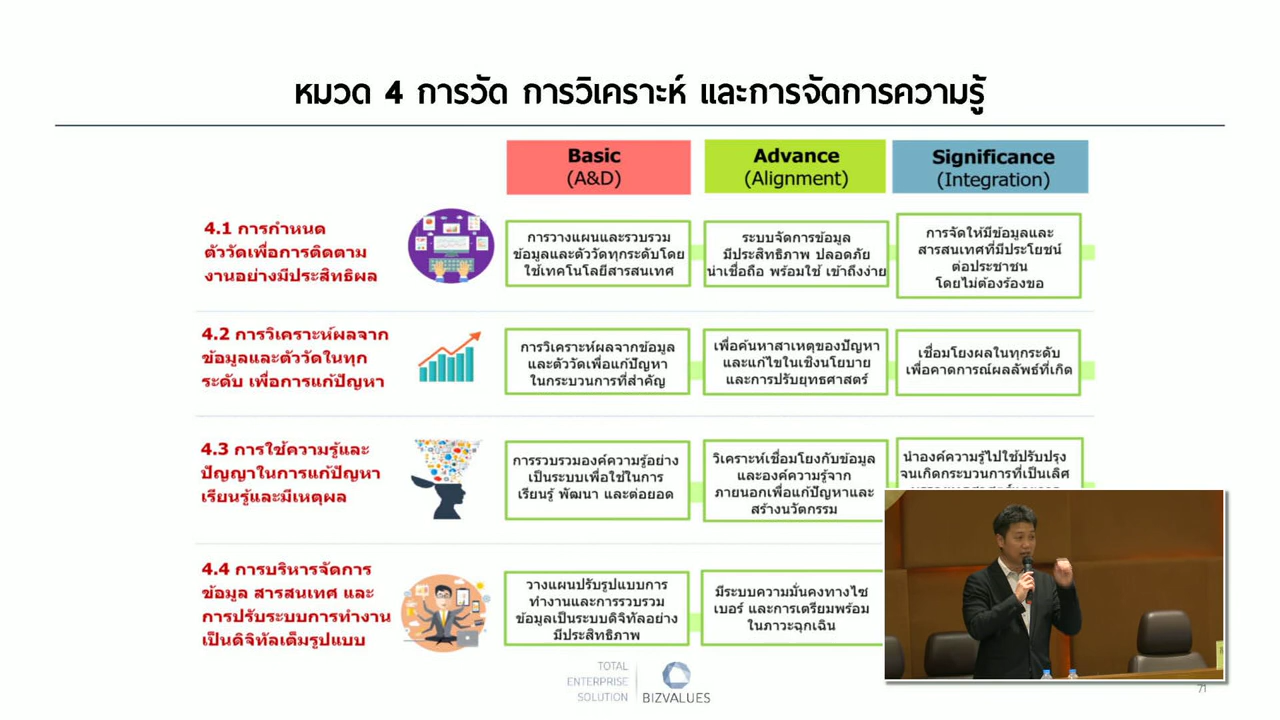 หมวด 4 การวัด การวิเคราะห์ และการจัดการความรู้
Basic
(A&D)
Advance
(Alignment)
Significance
(Integration)
4.1 การกำหนด
ตัววัดเพื่อการติดตาม
งานอย่างมีประสิทธิผล
การวางแผนและรวบรวม
ข้อมูลและตัววัดทุกระดับโดย
ใช้เทคโนโลยีสารสนเทศ
ระบบจัดการข้อมูล
มีประสิทธิภาพ ปลอดภัย
น่าเชื่อถือ พร้อมใช้ เข้าถึงง่าย
การจัดให้มีข้อมูลและ
สารสนเทศที่มีประโยชน์
ต่อประชาชน
โดยไม่ต้องร้องขอ
4.2 การวิเคราะห์ผลจาก
ข้อมูลและตัววัดในทุก
ระดับ เพื่อการแก้ปัญหา
การวิเคราะห์ผลจากข้อมูล
และตัววัดเพื่อแก้ปัญหา
ในกระบวนการที่สำคัญ
เพื่อค้นหาสาเหตุของปัญหา
และแก้ไขในเชิงนโยบาย
และการปรับยุทธศาสตร์
เชื่อมโยงผลในทุกระดับ
เพื่อคาดการณ์ผลลัพธ์ที่เกิด
4.3 การใช้ความรู้และ
ปัญญาในการแก้ปัญหา
เรียนรู้และมีเหตุผล
การรวบรวมองค์ความรู้อย่าง
เป็นระบบเพื่อใช้ในการ
เรียนรู้ พัฒนา และต่อยอด
วิเคราะห์เชื่อมโยงกับข้อมูล
และองค์ความรู้จาก
ภายนอกเพื่อแก้ปัญหาและ
สร้างนวัตกรรม
นำองค์ความรู้ไปใช้ปรับปรุง
จนเกิดกระบวนการที่เป็นเลิศ
4.4 การบริหารจัดการ
ข้อมูล สารสนเทศ และ
การปรับระบบการทำงาน
เป็นดิจิทัลเต็มรูปแบบ
วางแผนปรับรูปแบบการ
ทำงานและการรวบรวม
ข้อมูลเป็นระบบดิจิทัลอย่าง
มีประสิทธิภาพ
มีระบบความมั่นคงทางไซ
เบอร์ และการเตรียมพร้อม
ในภาวะฉุกเฉิน
TOTAL
ENTERPRISE
SOLUTION
BIZVALUES
71